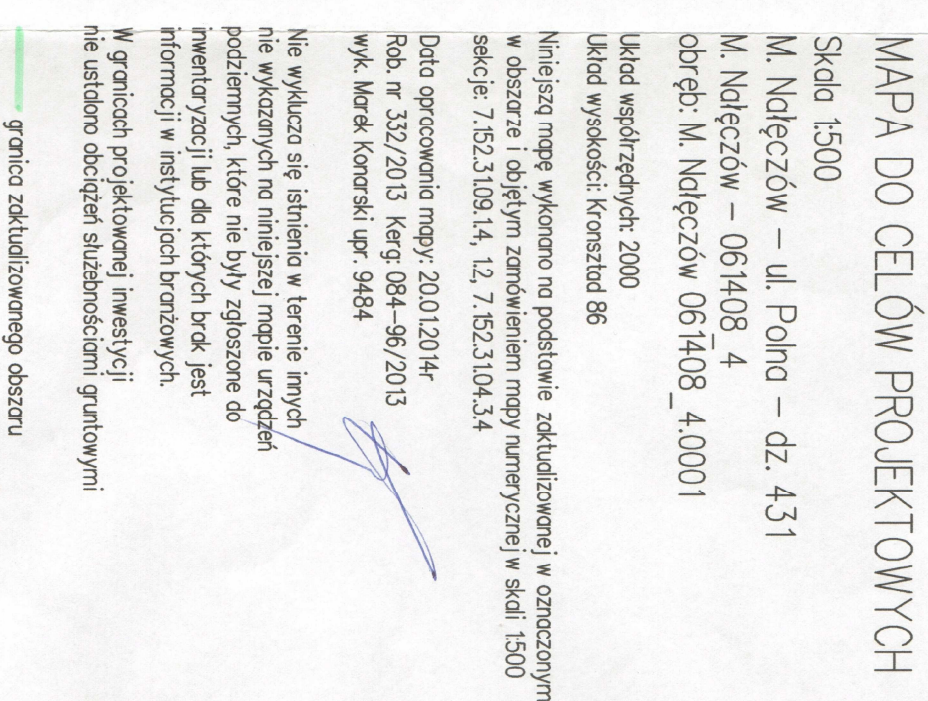 MAPA DO CELÓW PROJEKTOWYCH
Skala 1:500
M. Nałęczów – ul. Polna – dz. 431
M. Nałęczów – 061408_4
obręb: M. Nałęczów 061408_4.0001
Układ współrzędnych: 2000
Układ wysokości: Kronsztad 86
Niniejszą mapę wykonano na podstawie zaktualizowanej w oznaczonym
w obszarze i objętym zamówieniem mapy numerycznej w skali 1:500
sekcje: 7.152.31.09.1.4, 1.2, 7.152.31.04.3.4
Data opracowania mapy: 20.01.2014r
Rob. nr 332/2013 Kerg: 084–96/2013
wyk. Marek Konarski upr. 9484
Nie wyklucza się istnienia w terenie innych
nie wykazanych na niniejszej mapie urządzeń
podziemnych, które nie były zgłoszone do
inwentaryzacji lub dla których brak jest
informacji w instytucjach branżowych.
W granicach projektowanej inwestycji
nie ustalono obciążeń służebnościami gruntowymi
granica zaktualizowanego obszaru